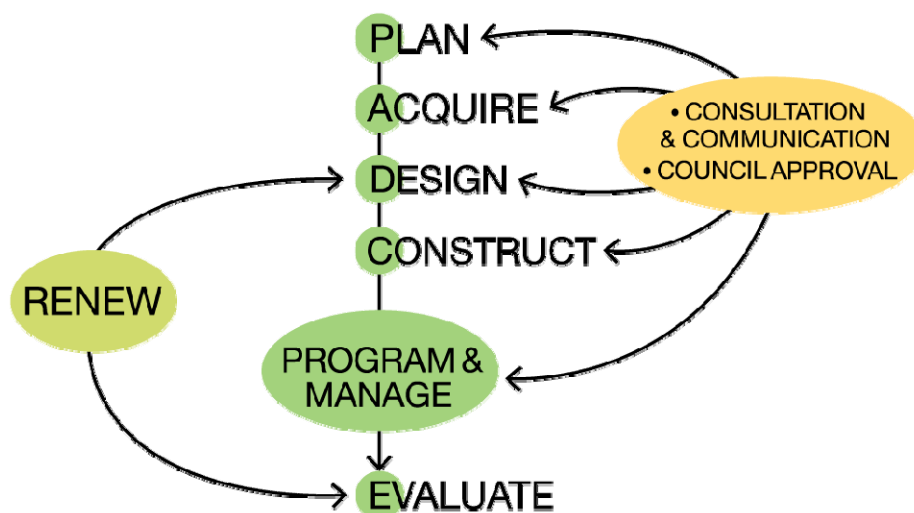 PLAN
ACQUIRE
• CONSULTATION
& COMMUNICATION
• COUNCIL APPROVAL
DESIGN
CONSTRUCT
RENEW
PROGRAM &
MANAGE
EVALUATE